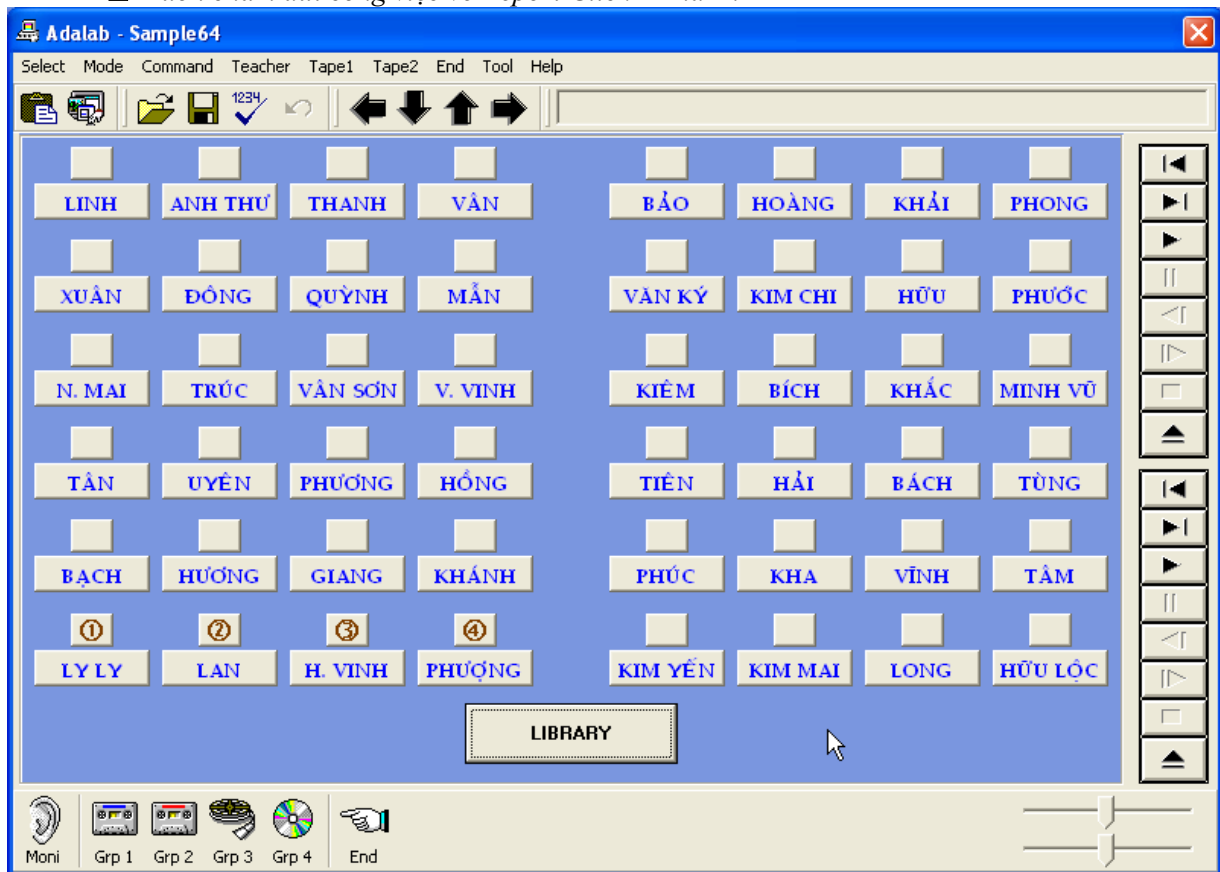 Adalab - Sample64
Select Mode Command Teacher Tape1 Tape2 End Tool Help
1234
LINH ANH THƯ THANH VÂN BẢO HOÀNG KHẢI PHONG
XUÂN ĐÔNG QUỲNH MẪN VĂN KÝ KIM CHI HỮU PHƯỚC
N. MAI TRÚC VÂN SƠN V. VINH KIÊM BÍCH KHẮC MINH VŨ
TÂN UYÊN PHƯƠNG HỒNG TIÊN HẢI BÁCH TÙNG
BẠCH HƯƠNG GIANG KHÁNH PHÚC KHA VĨNH TÂM
① ② ③ ④
LY LY LAN H. VINH PHƯỢNG KIM YẾN KIM MAI LONG HỮU LỘC
LIBRARY
Moni Grp 1 Grp 2 Grp 3 Grp 4 End